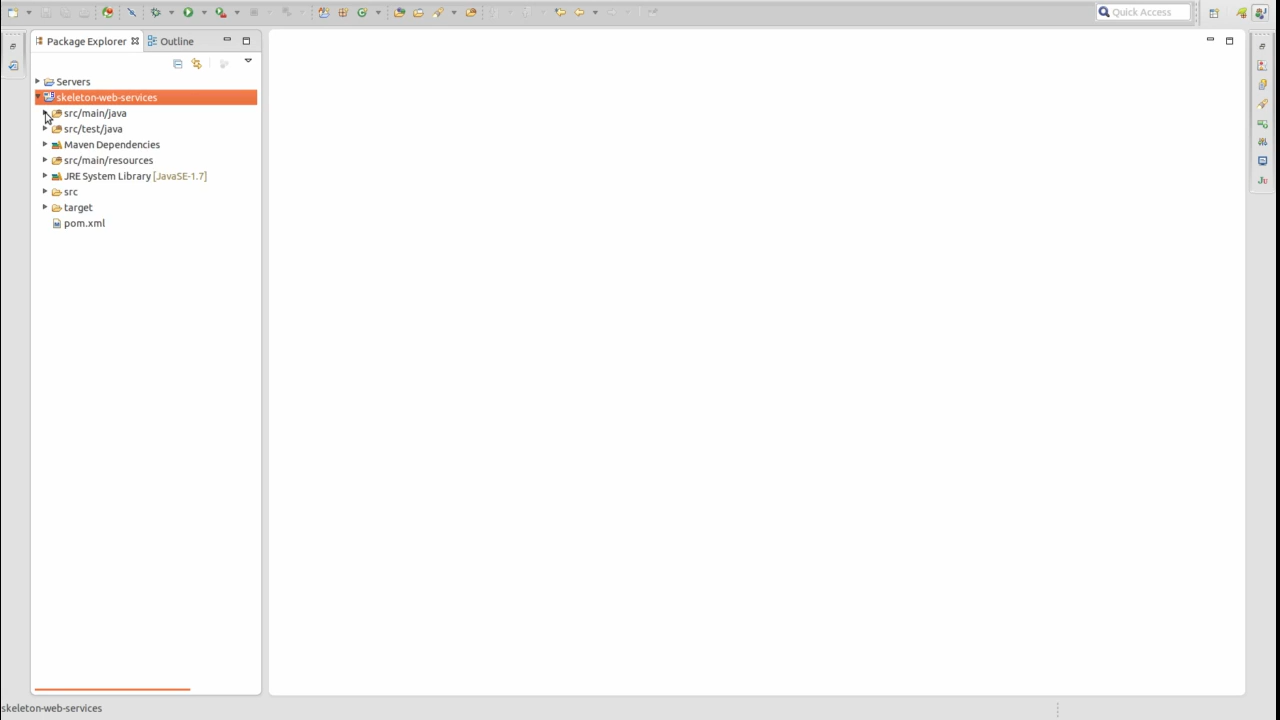 Quick Access
Package Explorer
Outline
Servers
skeleton-web-services
src/main/java
src/test/java
Maven Dependencies
src/main/resources
JRE System Library [JavaSE-1.7]
src
target
pom.xml
Ju
skeleton-web-services